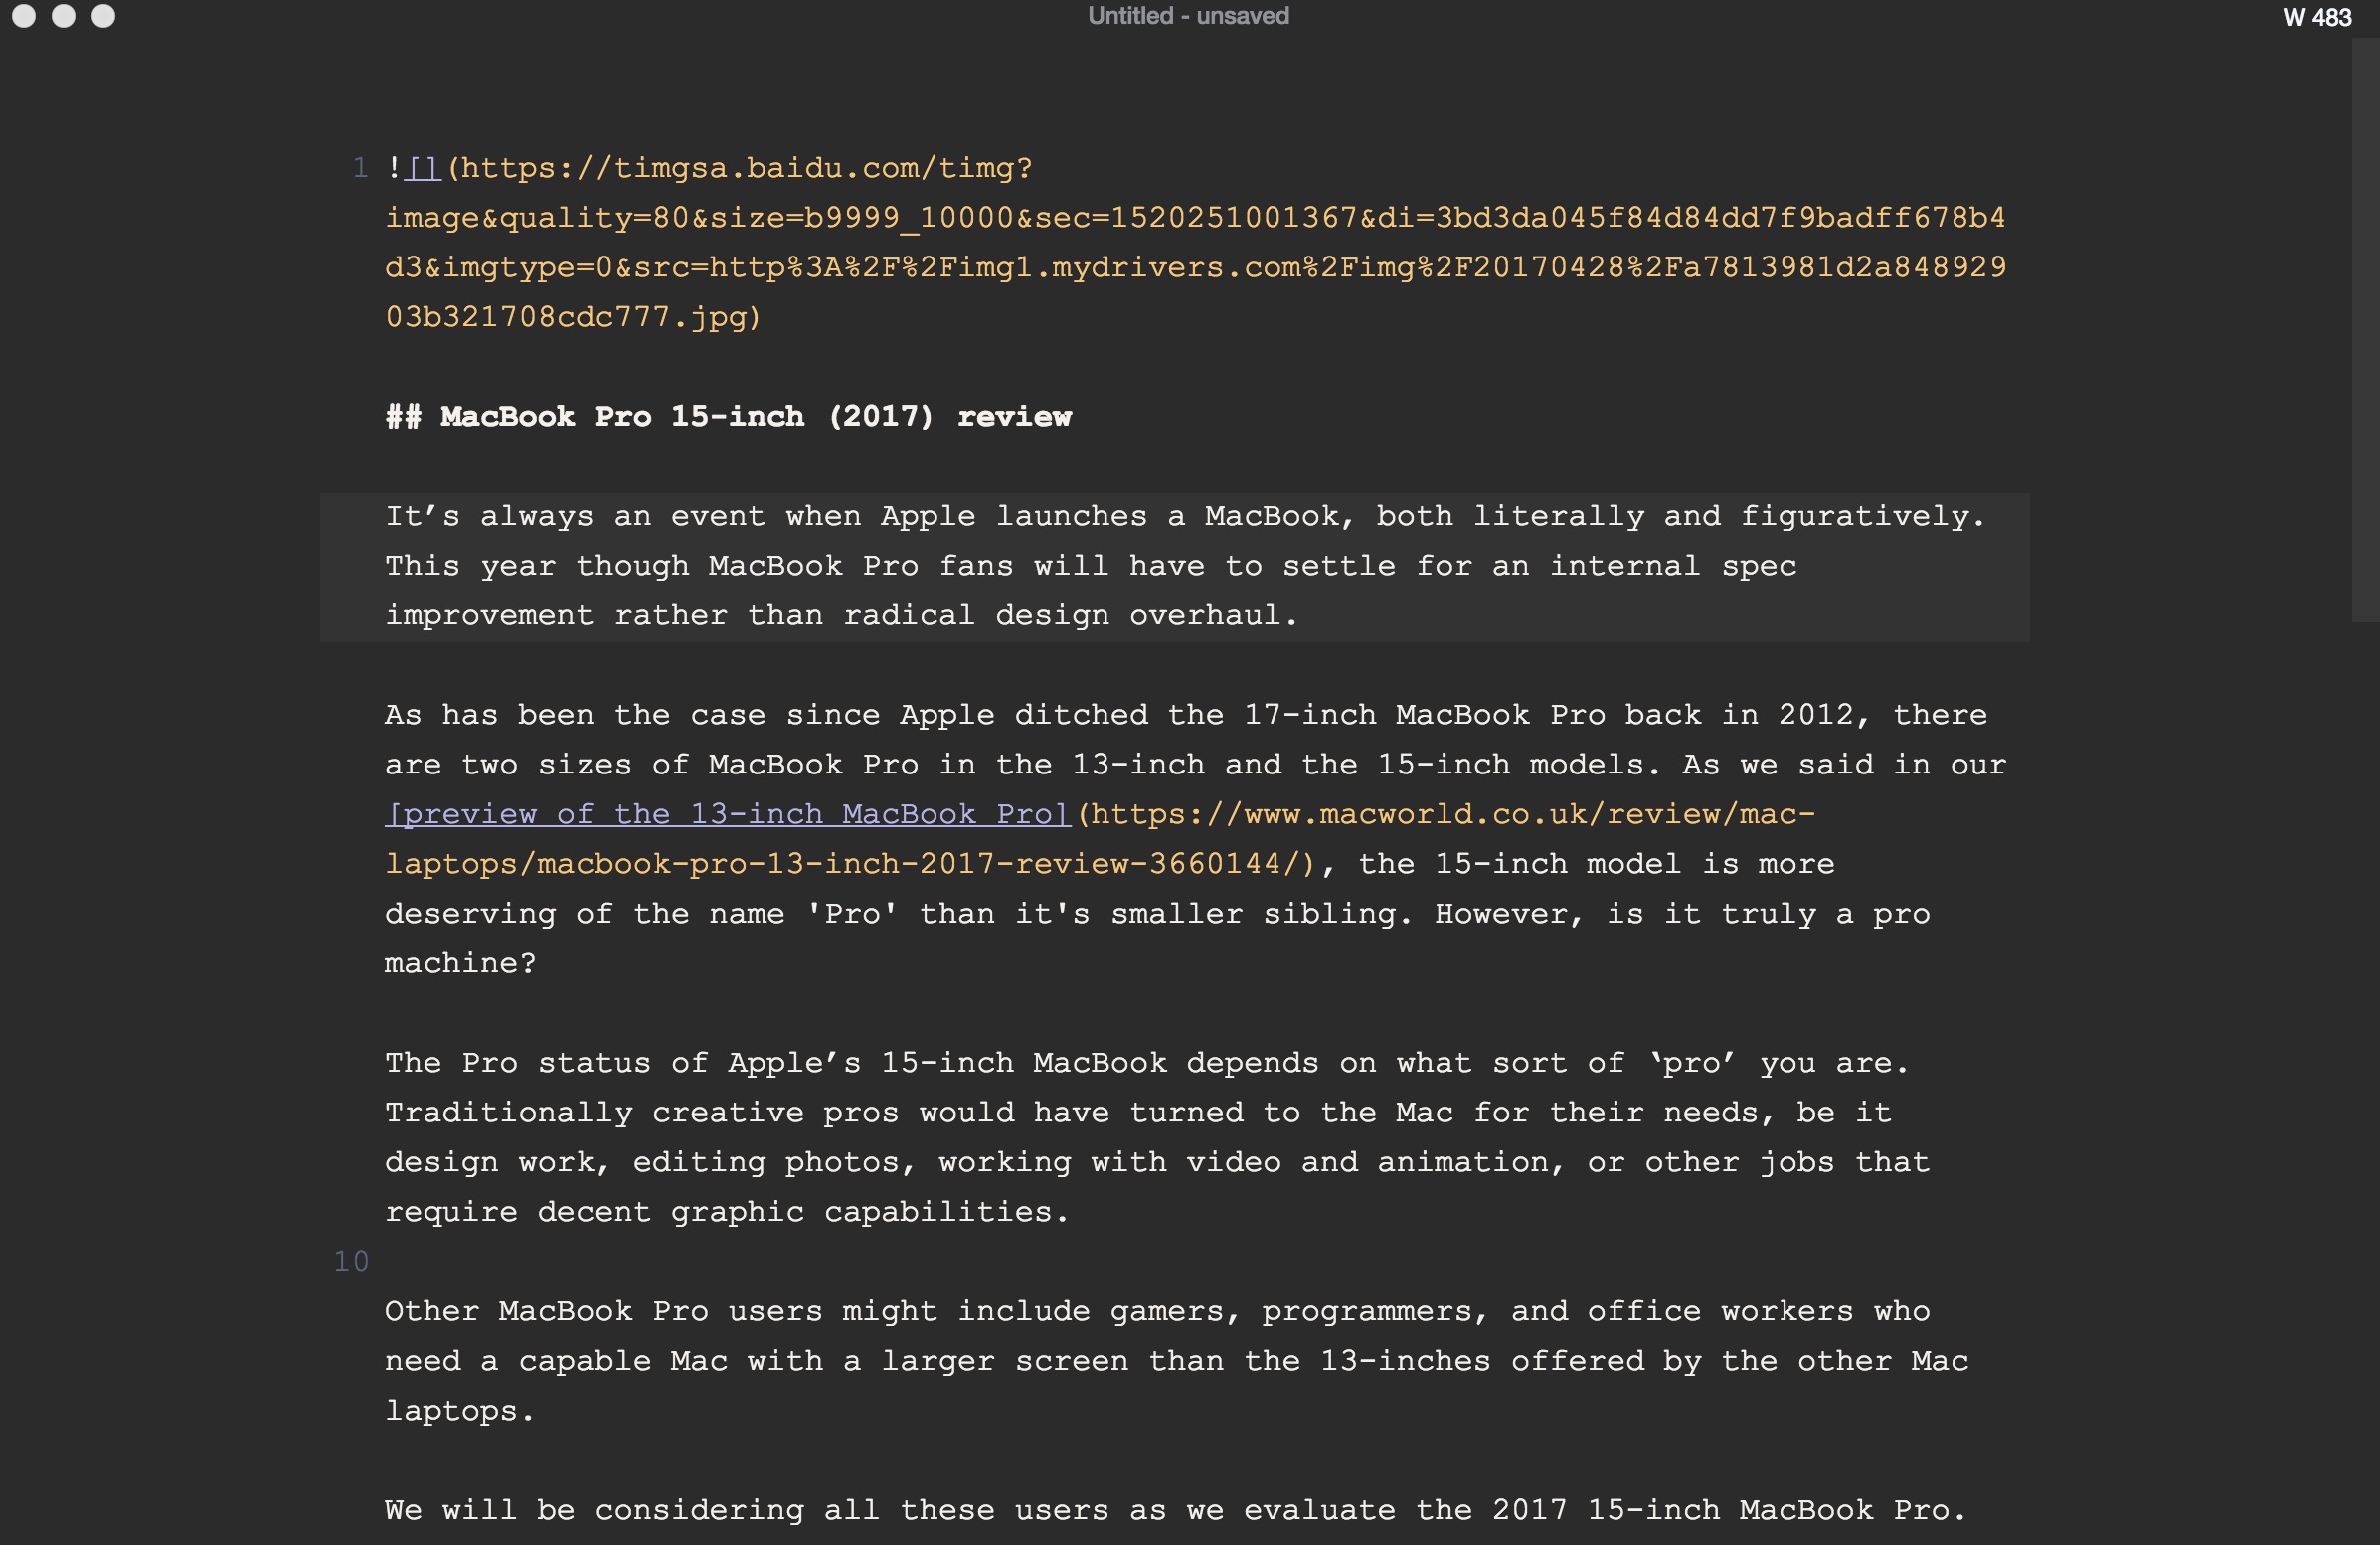 Untitled - unsaved
W 483
1 ![](https://timgsa.baidu.com/timg?
image&quality=80&size=b9999_10000&sec=1520251001367&di=3bd3da045f84d84dd7f9badff678b4
d3&imgtype=0&src=http%3A%2F%2Fimg1.mydrivers.com%2Fimg%2F20170428%2Fa7813981d2a848929
03b321708cdc777.jpg)
## MacBook Pro 15-inch (2017) review
It’s always an event when Apple launches a MacBook, both literally and figuratively.
This year though MacBook Pro fans will have to settle for an internal spec
improvement rather than radical design overhaul.
As has been the case since Apple ditched the 17-inch MacBook Pro back in 2012, there
are two sizes of MacBook Pro in the 13-inch and the 15-inch models. As we said in our
[preview of the 13-inch MacBook Pro](https://www.macworld.co.uk/review/mac-
laptops/macbook-pro-13-inch-2017-review-3660144/), the 15-inch model is more
deserving of the name 'Pro' than it's smaller sibling. However, is it truly a pro
machine?
The Pro status of Apple’s 15-inch MacBook depends on what sort of ‘pro’ you are.
Traditionally creative pros would have turned to the Mac for their needs, be it
design work, editing photos, working with video and animation, or other jobs that
require decent graphic capabilities.
10
Other MacBook Pro users might include gamers, programmers, and office workers who
need a capable Mac with a larger screen than the 13-inches offered by the other Mac
laptops.
We will be considering all these users as we evaluate the 2017 15-inch MacBook Pro.